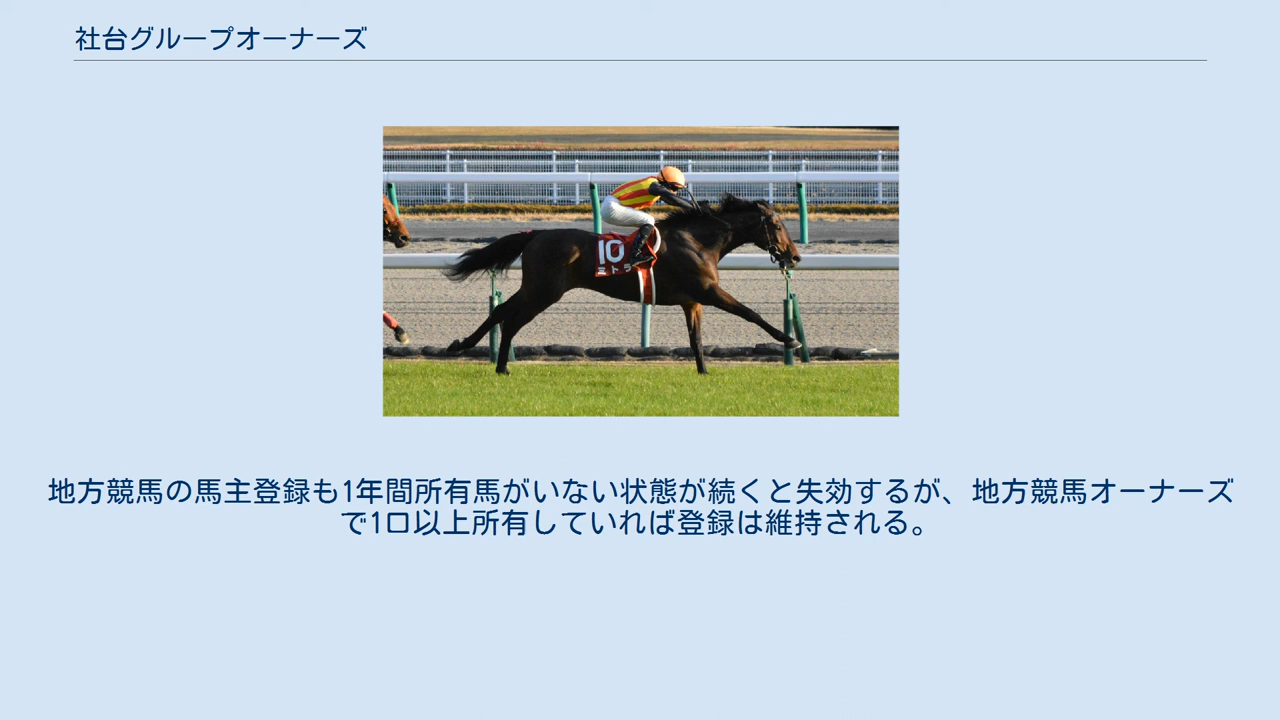 社台グループオーナーズ
10
地方競馬の馬主登録も1年間所有馬がいない状態が続くと失効するが、地方競馬オーナーズ
で1口以上所有していれば登録は維持される。